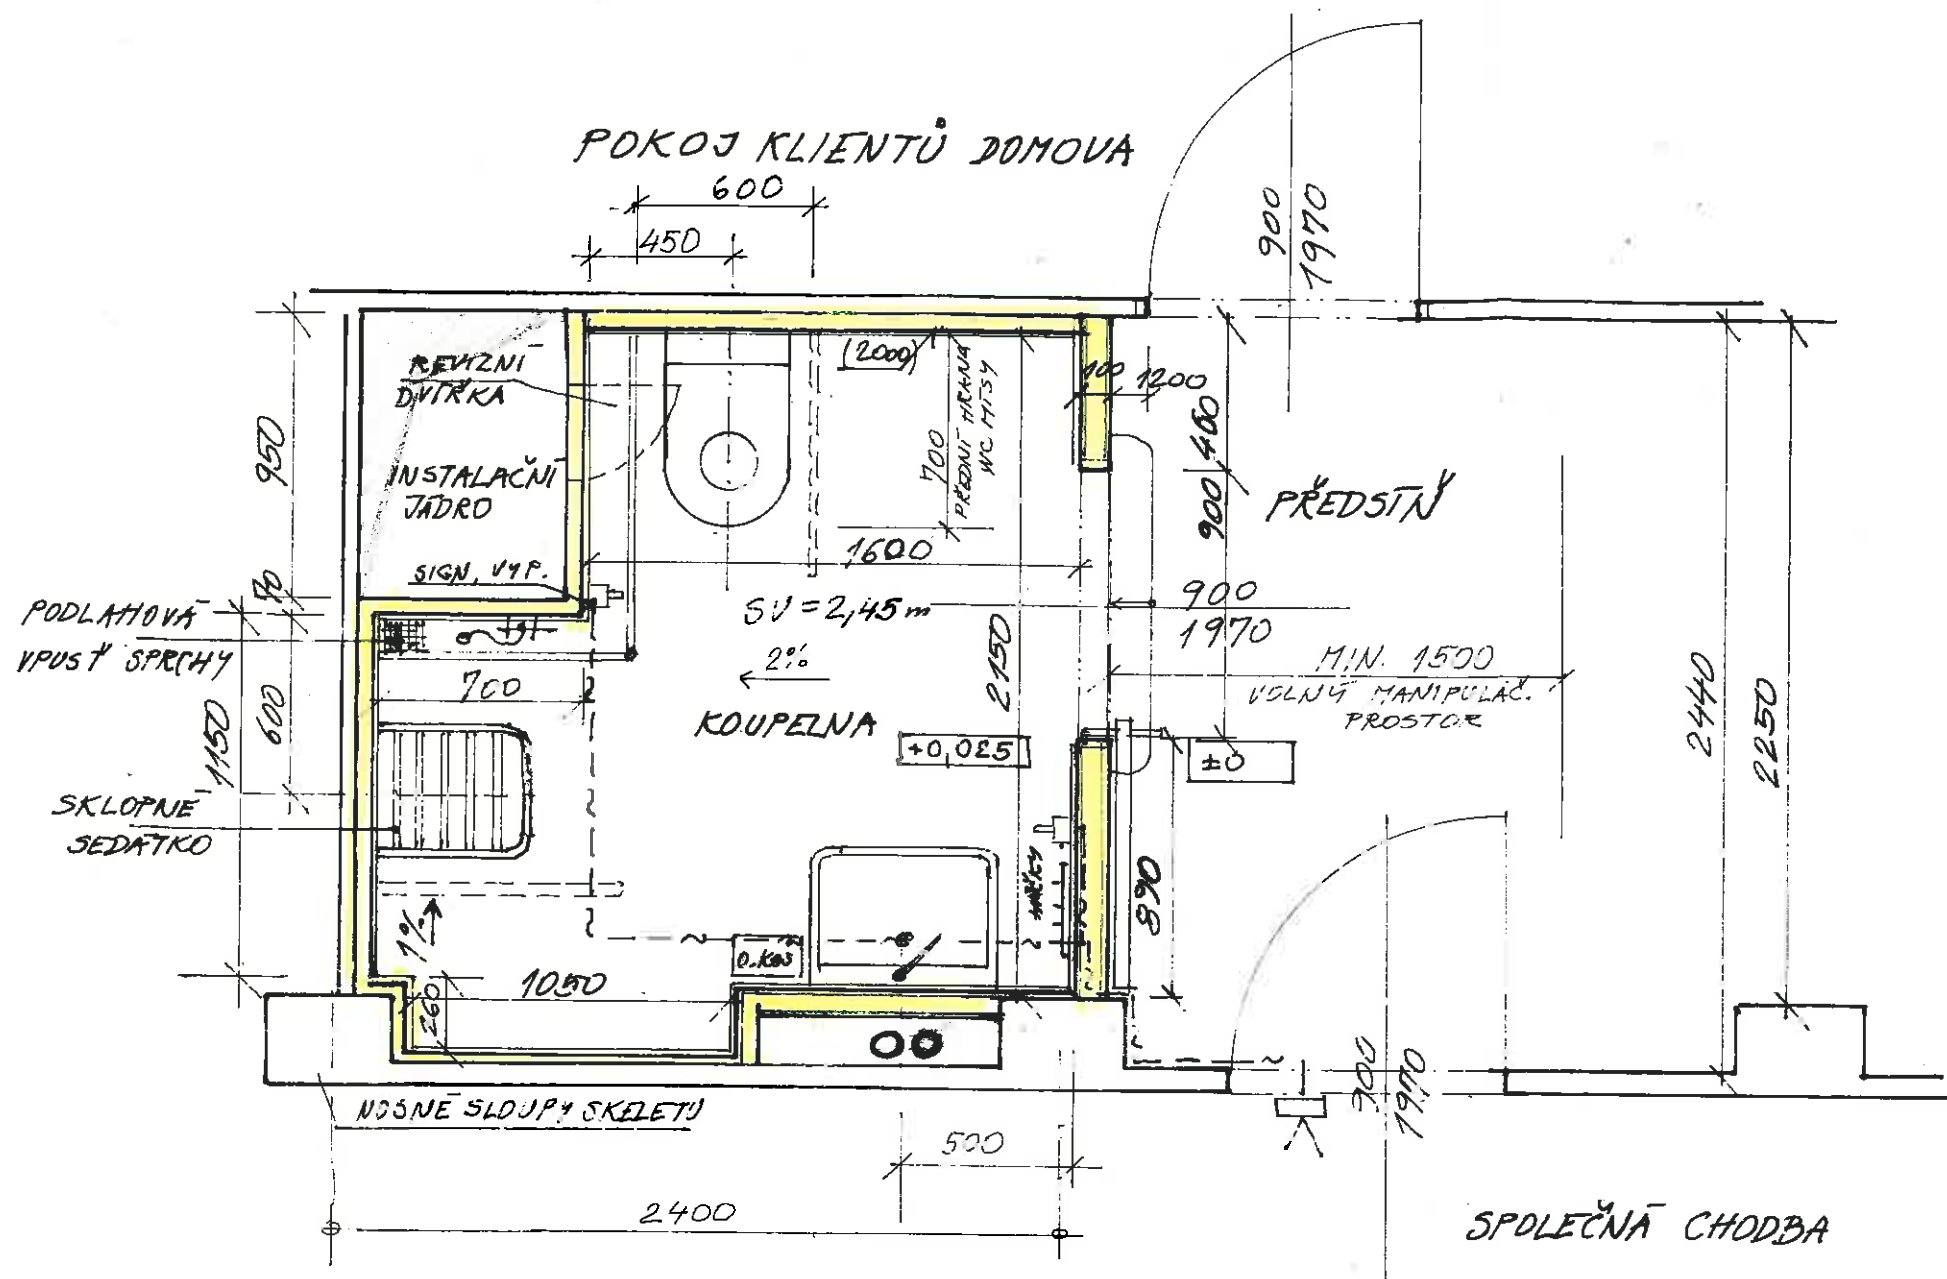 POKOJ KLIENTŮ DOMOVA
600
450
900
1970
REVIZNÍ
DVÍŘKA
(2000)
700
PŘEDNÍ HRANA
WC MÍSY
100
1200
460
900
950
INSTALAČNÍ
JÁDRO
PŘEDSÍŇ
1600
SIGN. VYP.
70
SV = 2,45 m
900
1970
PODLAHOVÁ
VPUSŤ SPRCHY
2%
2150
MIN. 1500
VOLNÝ MANIPULAČ.
PROSTOR
700
600
1150
KOUPELNA
+0,025
±0
2440
2250
SKLOPNÉ
SEDÁTKO
HÁČKY
890
1%
O.KOŠ
1050
260
900
1970
NOSNÉ SLOUPY SKELETU
500
2400
SPOLEČNÁ CHODBA